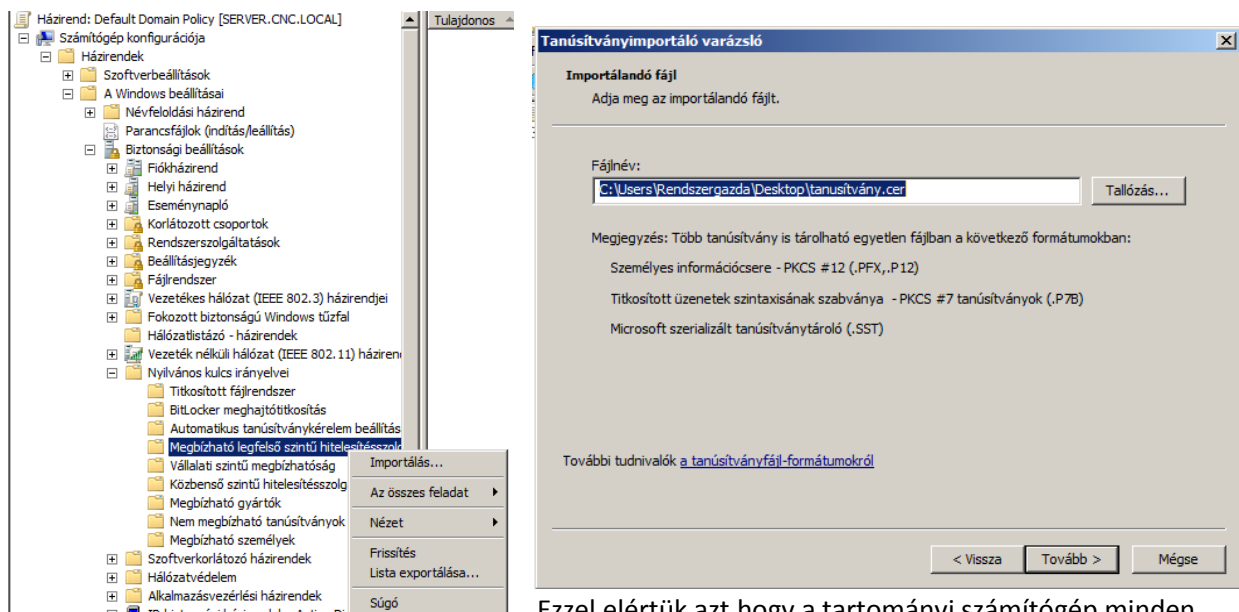 Házirend: Default Domain Policy [SERVER.CNC.LOCAL]
Számítógép konfigurációja
Házirendek
Szoftverbeállítások
A Windows beállításai
Névfeloldási házirend
Parancsfájlok (indítás/leállítás)
Biztonsági beállítások
Fiókházirend
Helyi házirend
Eseménynapló
Korlátozott csoportok
Rendszerszolgáltatások
Beállításjegyzék
Fájlrendszer
Vezetékes hálózat (IEEE 802.3) házirendjei
Fokozott biztonságú Windows tűzfal
Hálózatlistázó - házirendek
Vezeték nélküli hálózat (IEEE 802.11) háziren
Nyilvános kulcs irányelvei
Titkosított fájlrendszer
BitLocker meghajtótitkosítás
Automatikus tanúsítványkérelem beállítás
Megbízható legfelső szintű hitelesítésszolg
Vállalati szintű megbízhatóság
Közbenső szintű hitelesítésszolg
Megbízható gyártók
Nem megbízható tanúsítványok
Megbízható személyek
Szoftverkorlátozó házirendek
Hálózatvédelem
Alkalmazásvezérlési házirendek
Tulajdonos
Importálás...
Az összes feladat
Nézet
Frissítés
Lista exportálása...
Súgó
Tanúsítványimportáló varázsló
Importálandó fájl
Adja meg az importálandó fájlt.
Fájlnév:
C:\Users\Rendszergazda\Desktop\tanusítvány.cer
Tallózás...
Megjegyzés: Több tanúsítvány is tárolható egyetlen fájlban a következő formátumokban:
Személyes információcsere - PKCS #12 (.PFX,.P12)
Titkosított üzenetek szintaxisának szabványa - PKCS #7 tanúsítványok (.P7B)
Microsoft szerializált tanúsítványtároló (.SST)
További tudnivalók a tanúsítványfájl-formátumokról
< Vissza
Tovább >
Mégse
Ezzel elértük azt hogy a tartományi számítógép minden